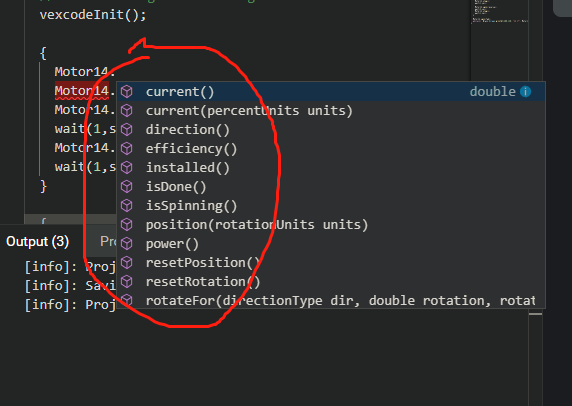 vexcodeInit();
{
Motor14.
Motor14.
Motor14.
wait(1,s
Motor14.
wait(1,s
}
{
current() double
current(percentUnits units)
direction()
efficiency()
installed()
isDone()
isSpinning()
position(rotationUnits units)
power()
resetPosition()
resetRotation()
rotateFor(directionType dir, double rotation, rotat
Output (3) Pro
[info]: Proj
[info]: Savi
[info]: Proj